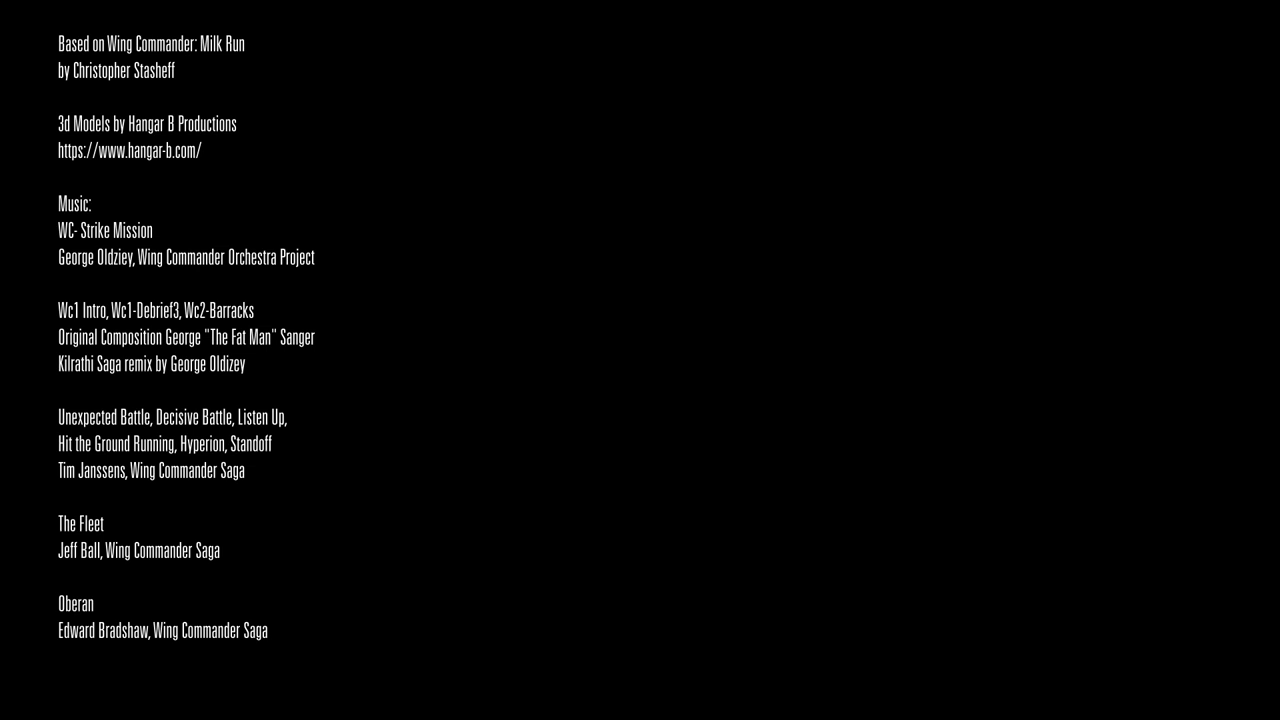 Based on Wing Commander: Milk Run
by Christopher Stasheff
3d Models by Hangar B Productions
https://www.hangar-b.com/
Music:
WC- Strike Mission
George Oldziey, Wing Commander Orchestra Project
Wc1 Intro, Wc1-Debrief3, Wc2-Barracks
Original Composition George "The Fat Man" Sanger
Kilrathi Saga remix by George Oldizey
Unexpected Battle, Decisive Battle, Listen Up,
Hit the Ground Running, Hyperion, Standoff
Tim Janssens, Wing Commander Saga
The Fleet
Jeff Ball, Wing Commander Saga
Oberan
Edward Bradshaw, Wing Commander Saga